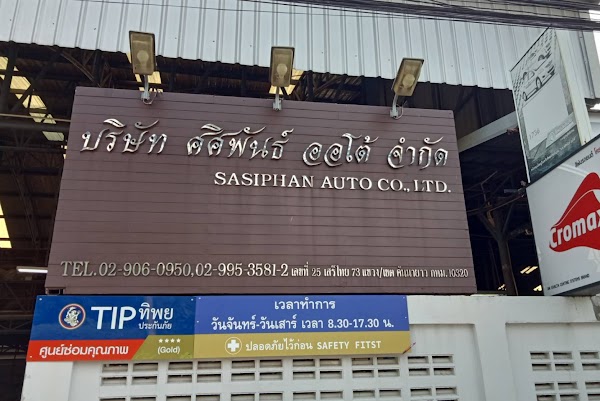 บริษัท ศศิพันธ์ ออโต้ จำกัด
SASIPHAN AUTO CO., LTD.
TEL. 02-906-0950, 02-995-3581-2 เลขที่ 25 เสรีไทย 73 แขวง/เขต คันนายาว กทม. 10320
TIP ทิพย
ประกันภัย
ศูนย์ซ่อมคุณภาพ
(Gold)
เวลาทำการ
วันจันทร์-วันเสาร์ เวลา 8.30-17.30 น.
ปลอดภัยไว้ก่อน SAFETY FITST
Cromax